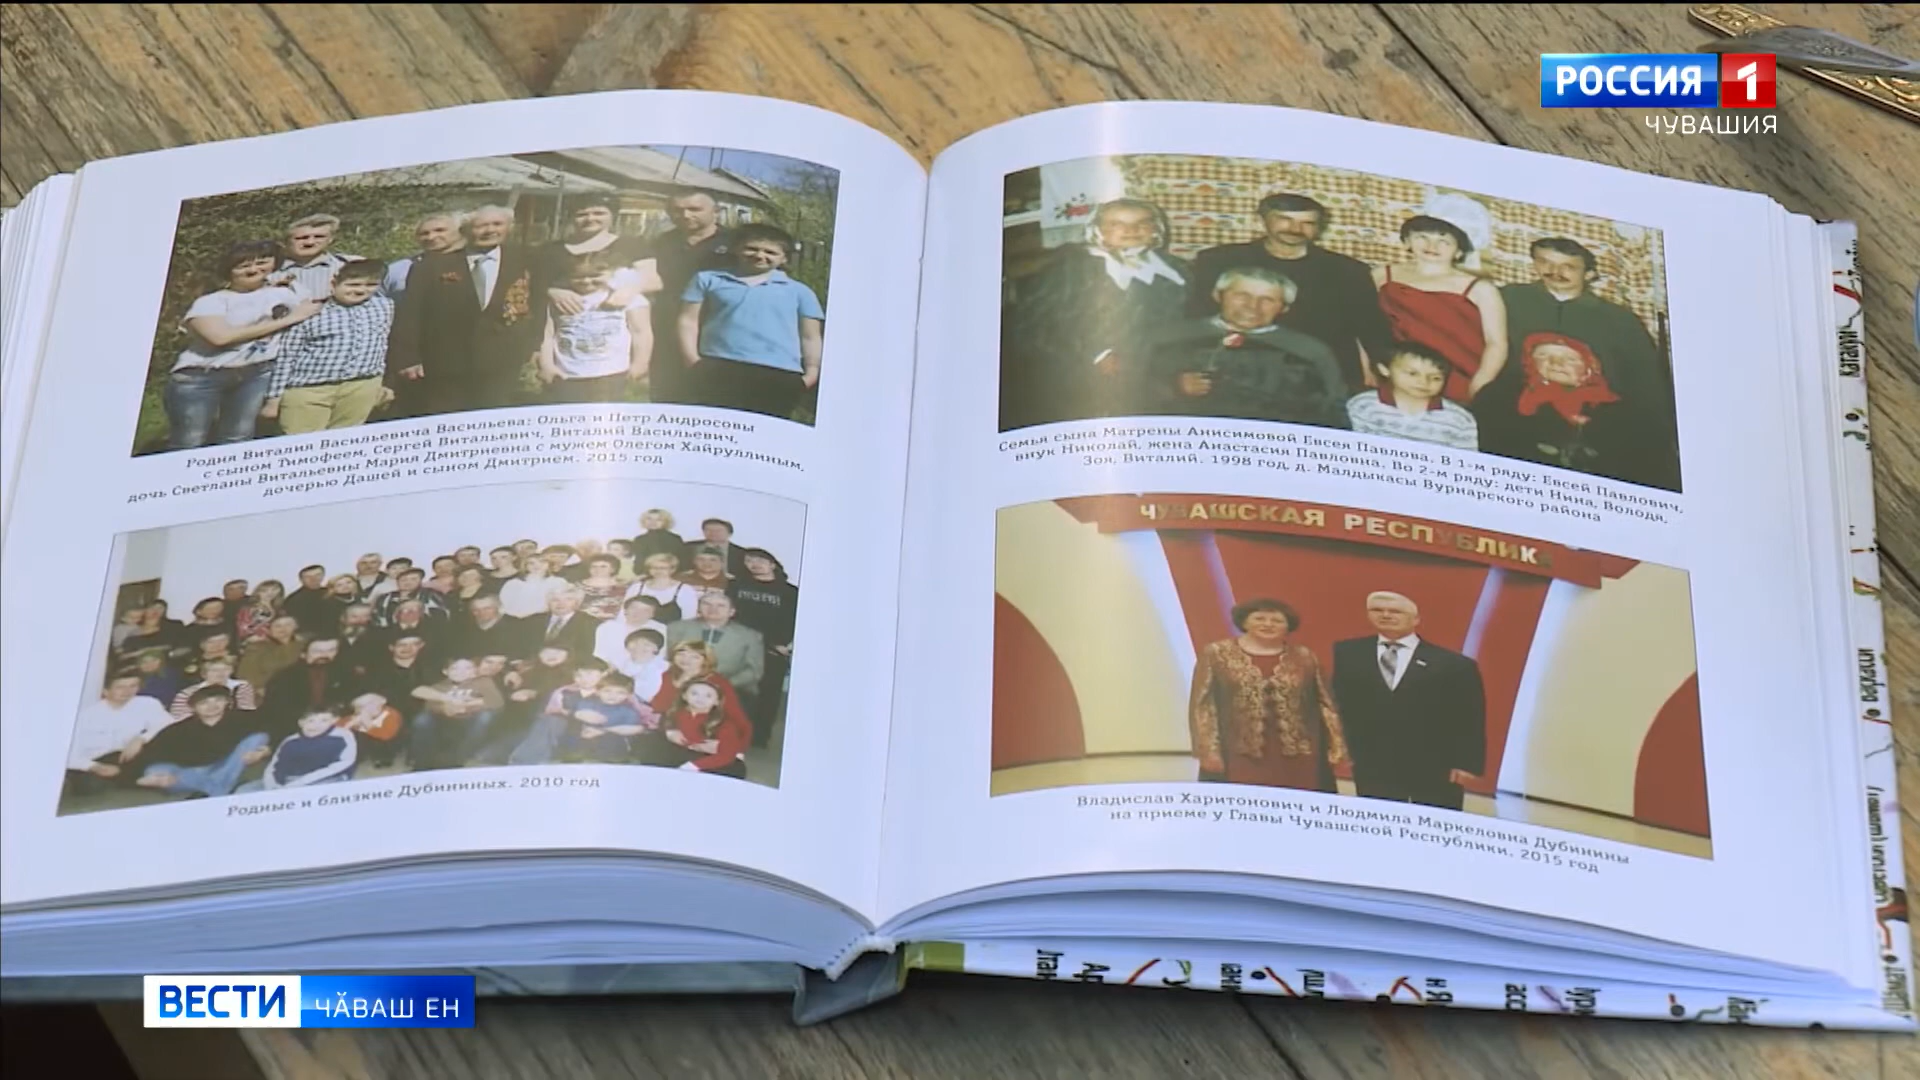 РОССИЯ 1
ЧУВАШИЯ
Родня Виталия Васильевича Васильева: Ольга и Петр Андросовы
с сыном Тимофеем, Сергей Витальевич, Виталий Васильевич,
дочь Светланы Витальевны Мария Дмитриевна с мужем Олегом Хайруллиным,
дочерью Дашей и сыном Дмитрием. 2015 год
Родные и близкие Дубининых. 2010 год
Семья сына Матрены Анисимовой Евсея Павлова. В 1-м ряду: Евсей Павлович,
внук Николай, жена Анастасия Павловна. Во 2-м ряду: дети Нина, Володя,
Зоя, Виталий. 1998 год, д. Малдыкасы Вурнарского района
ЧУВАШСКАЯ РЕСПУБЛИКА
Владислав Харитонович и Людмила Маркеловна Дубинины
на приеме у Главы Чувашской Республики. 2015 год
ВЕСТИ ЧӐВАШ ЕН